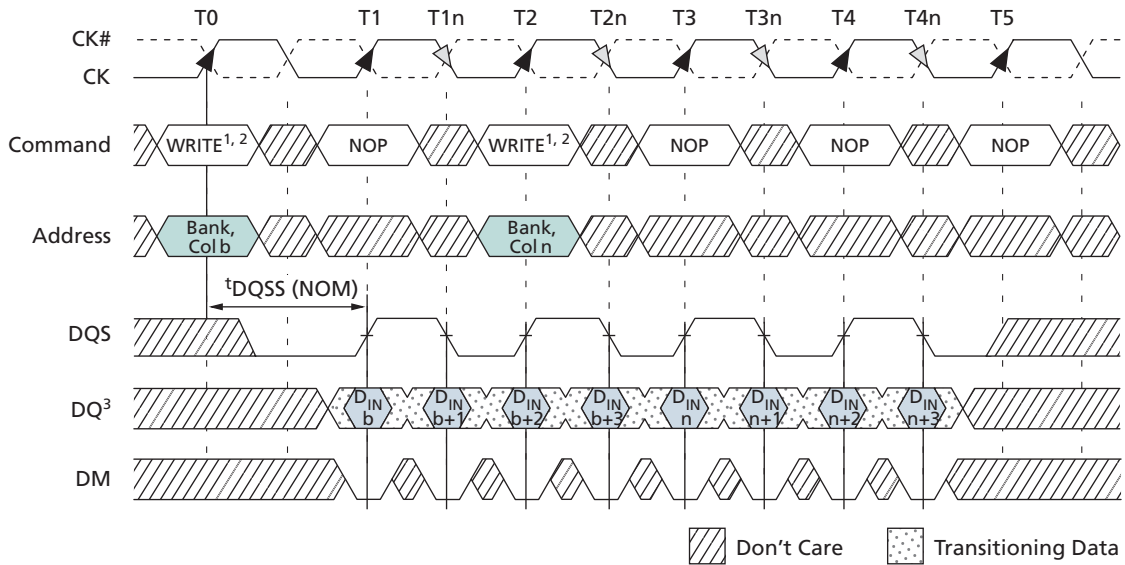 T0 T1 T1n T2 T2n T3 T3n T4 T4n T5
CK#
CK
Command WRITE1, 2 NOP WRITE1, 2 NOP NOP NOP
Address Bank, Col b Bank, Col n
tDQSS (NOM)
DQS
DQ3 DIN b DIN b+1 DIN b+2 DIN b+3 DIN n DIN n+1 DIN n+2 DIN n+3
DM
Don't Care Transitioning Data